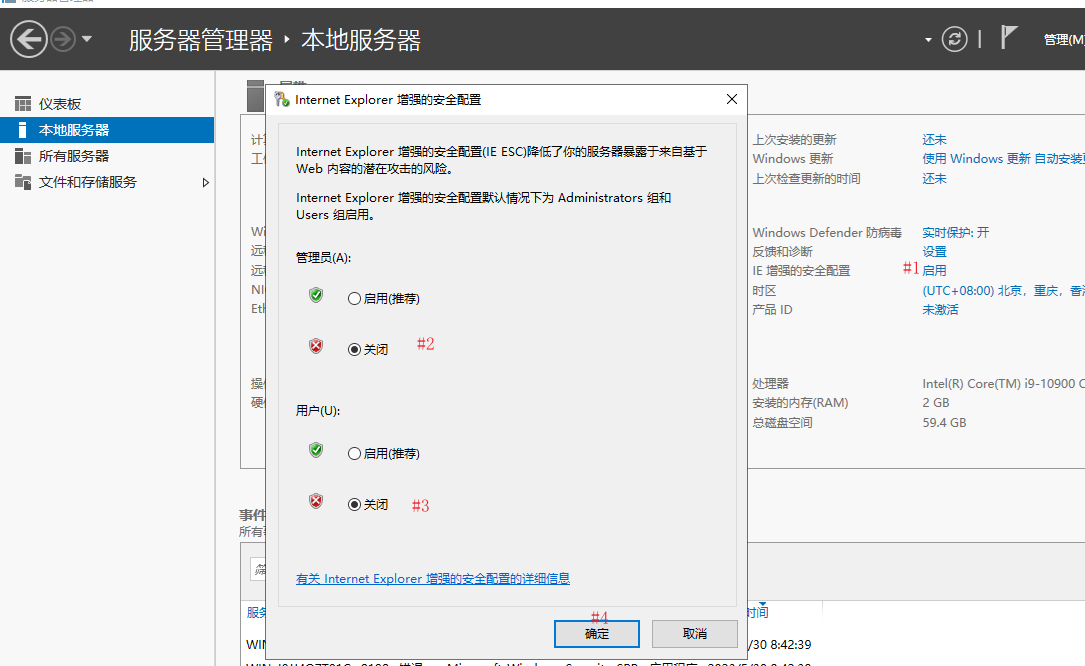 服务器管理器 ‣ 本地服务器
管理(M
仪表板
本地服务器
所有服务器
文件和存储服务
Internet Explorer 增强的安全配置
Internet Explorer 增强的安全配置(IE ESC)降低了你的服务器暴露于来自基于
Web 内容的潜在攻击的风险。
Internet Explorer 增强的安全配置默认情况下为 Administrators 组和
Users 组启用。
管理员(A):
启用(推荐)
关闭 #2
用户(U):
启用(推荐)
关闭 #3
有关 Internet Explorer 增强的安全配置的详细信息
#4
确定 取消
上次安装的更新 还未
Windows 更新 使用 Windows 更新 自动安装更
上次检查更新的时间 还未
Windows Defender 防病毒 实时保护: 开
反馈和诊断 设置
IE 增强的安全配置 #1 启用
时区 (UTC+08:00) 北京，重庆，香港
产品 ID 未激活
处理器 Intel(R) Core(TM) i9-10900 C
安装的内存(RAM) 2 GB
总磁盘空间 59.4 GB
事件
所有
服务
时间
WIN
/30 8:42:39